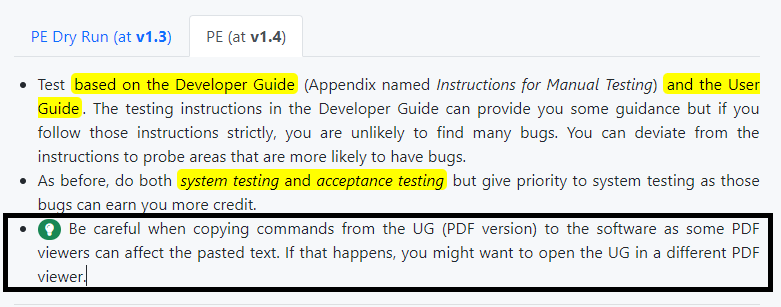 PE Dry Run (at v1.3)
PE (at v1.4)
Test based on the Developer Guide (Appendix named Instructions for Manual Testing) and the User
Guide. The testing instructions in the Developer Guide can provide you some guidance but if you
follow those instructions strictly, you are unlikely to find many bugs. You can deviate from the
instructions to probe areas that are more likely to have bugs.
As before, do both system testing and acceptance testing but give priority to system testing as those
bugs can earn you more credit.
Be careful when copying commands from the UG (PDF version) to the software as some PDF
viewers can affect the pasted text. If that happens, you might want to open the UG in a different PDF
viewer.